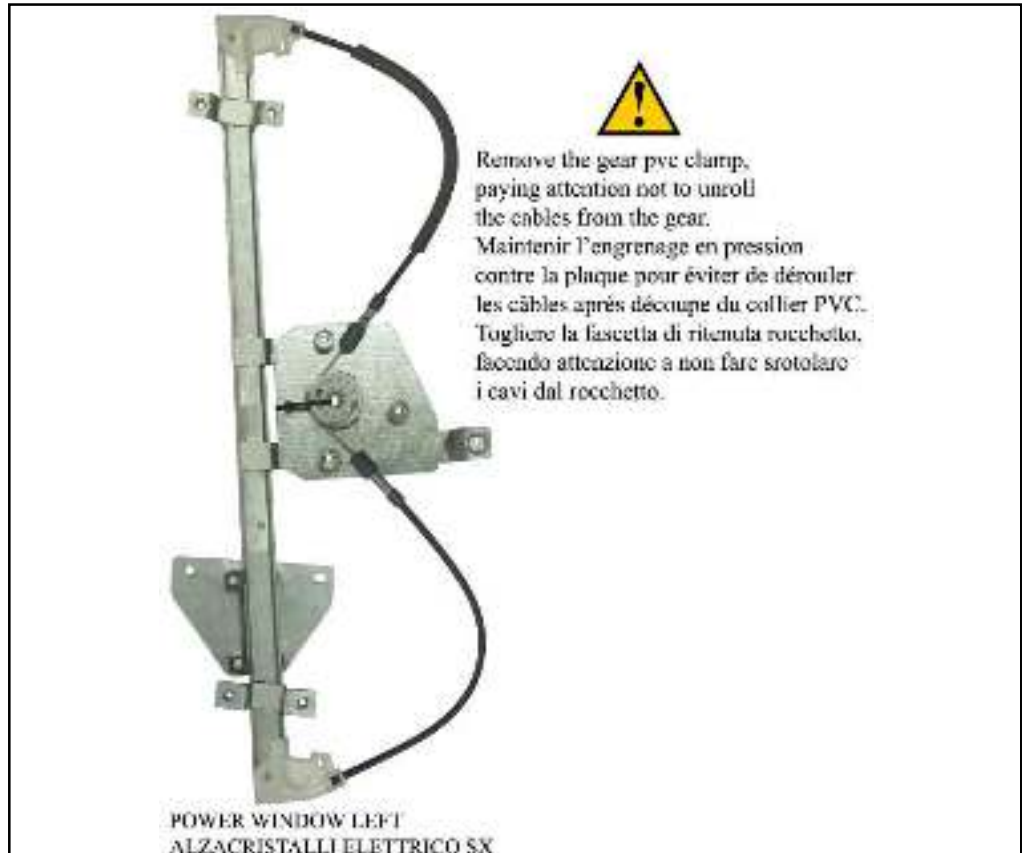 Remove the gear pvc clamp,
paying attention not to unroll
the cables from the gear.
Maintenir l'engrenage en pression
contre la plaque pour éviter de dérouler
les câbles après découpe du collier PVC.
Togliere la fascetta di ritenuta rocchetto,
facendo attenzione a non fare srotolare
i cavi dal rocchetto.
POWER WINDOW LEFT
ALZACRISTALLI ELETTRICO SX